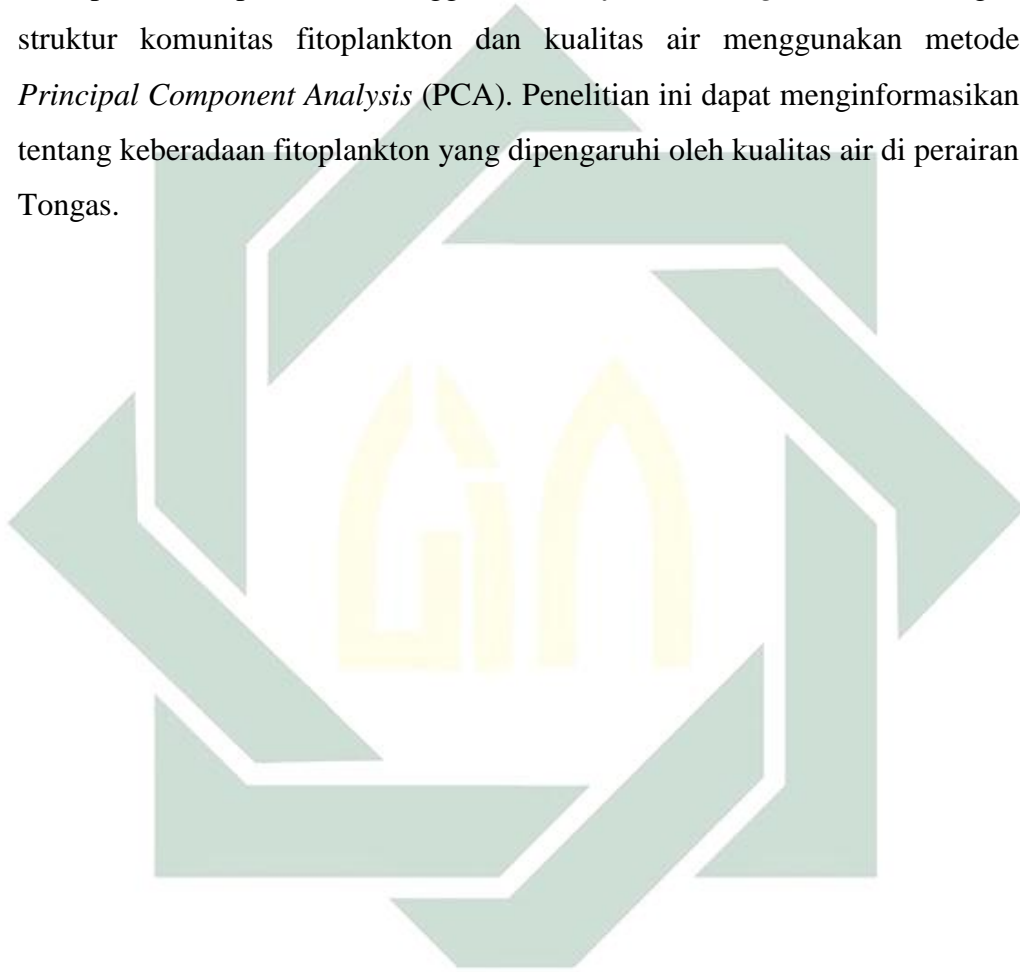 struktur komunitas fitoplankton dan kualitas air menggunakan metode
Principal Component Analysis (PCA). Penelitian ini dapat menginformasikan
tentang keberadaan fitoplankton yang dipengaruhi oleh kualitas air di perairan
Tongas.